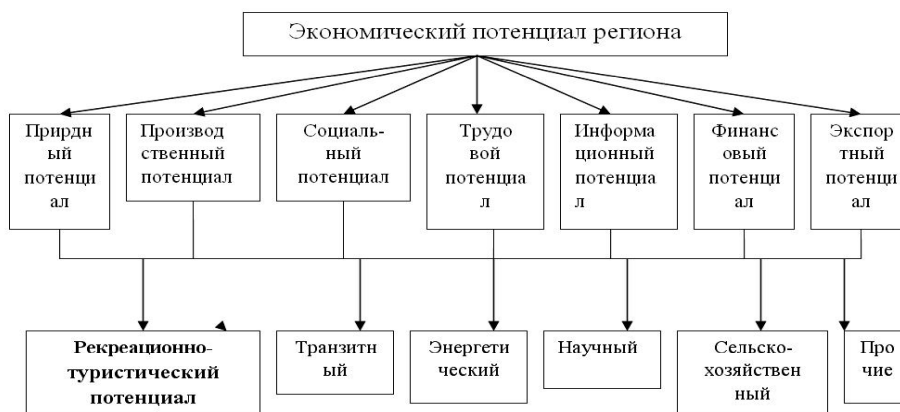 Экономический потенциал региона
Прирдн
ый
потенци
ал
Производ
ственный
потенциал
Социаль-
ный
потенциал
Трудо
вой
потенциа
л
Информа
ционный
потенциа
л
Финанс
овый
потенци
ал
Экспор
тный
потенци
ал
Рекреационно-
туристический
потенциал
Транзитн
ый
Энергети
ческий
Научный
Сельско-
хозяйствен
ный
Про
чие